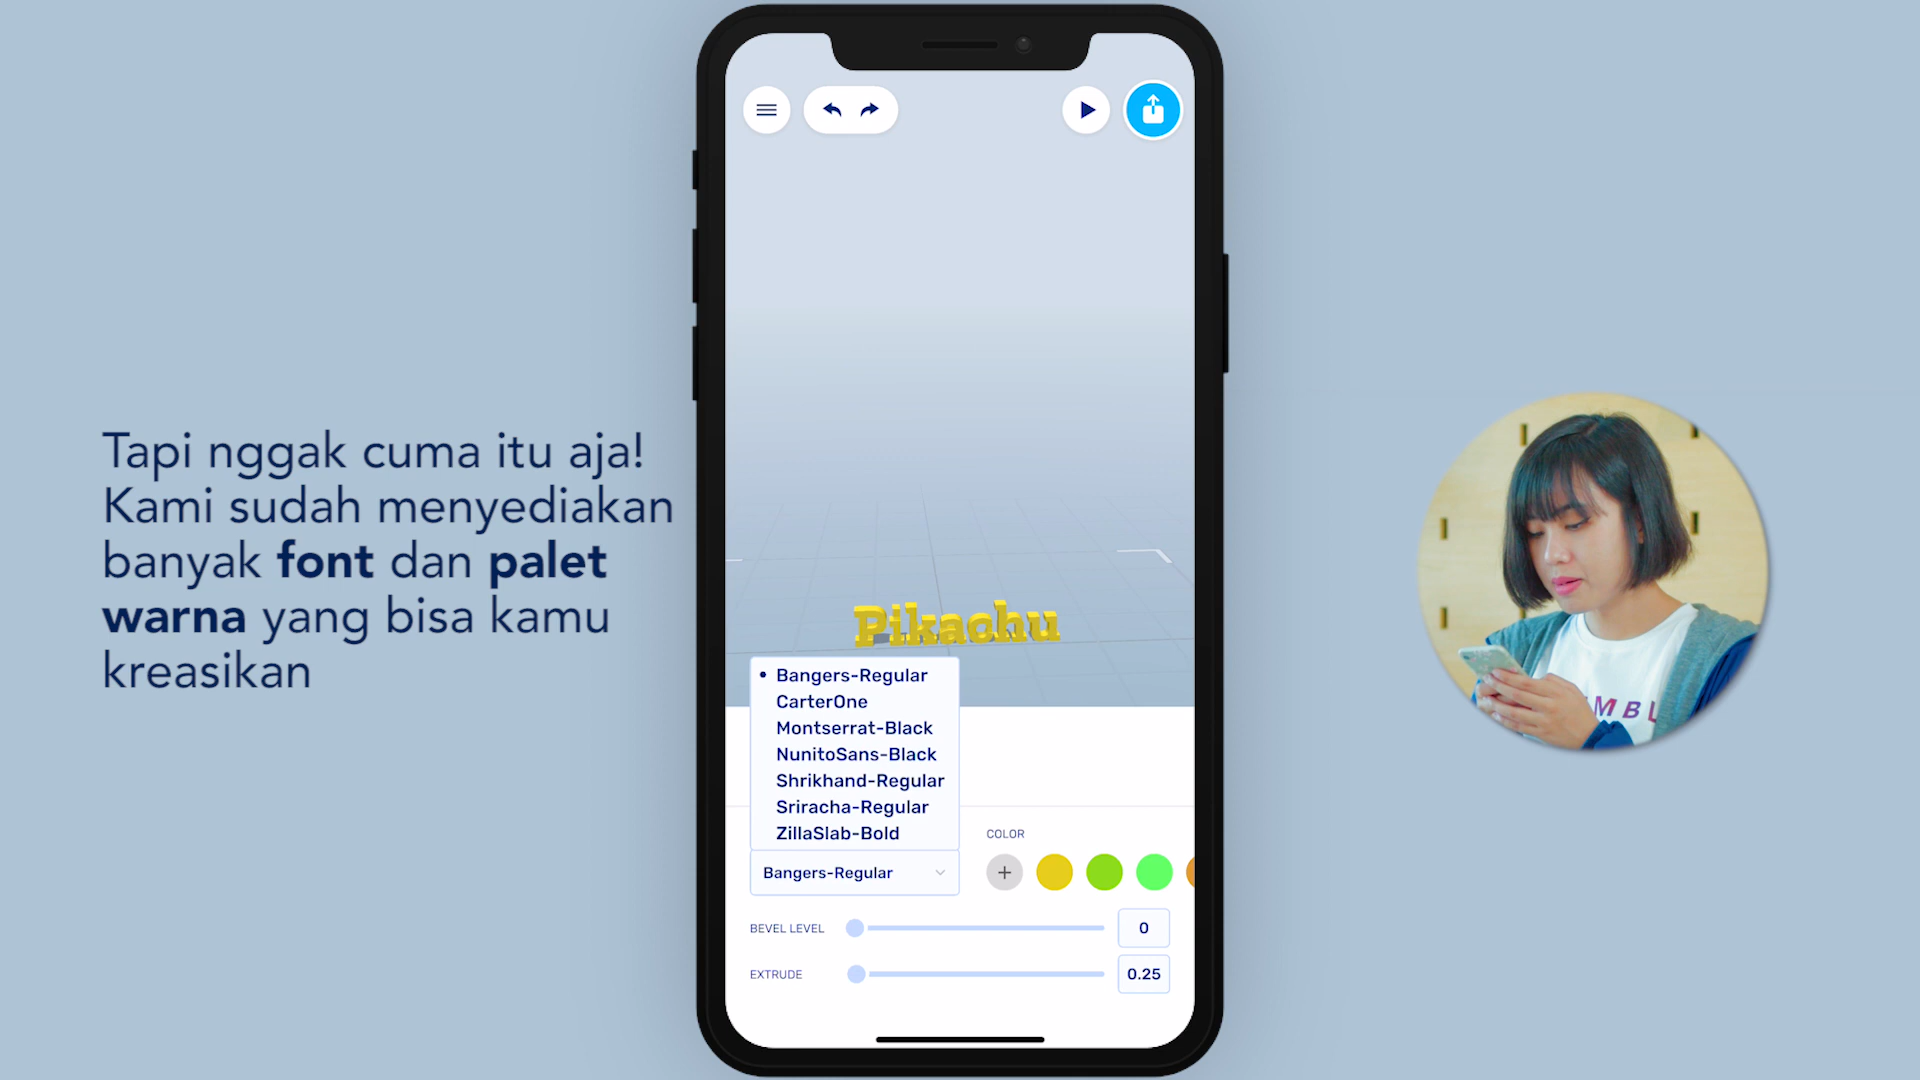 Tapi nggak cuma itu aja!
Kami sudah menyediakan
banyak font dan palet
warna yang bisa kamu
kreasikan
Pikachu
• Bangers-Regular
CarterOne
Montserrat-Black
NunitoSans-Black
Shrikhand-Regular
Sriracha-Regular
ZillaSlab-Bold
Bangers-Regular
COLOR
BEVEL LEVEL 0
EXTRUDE 0.25